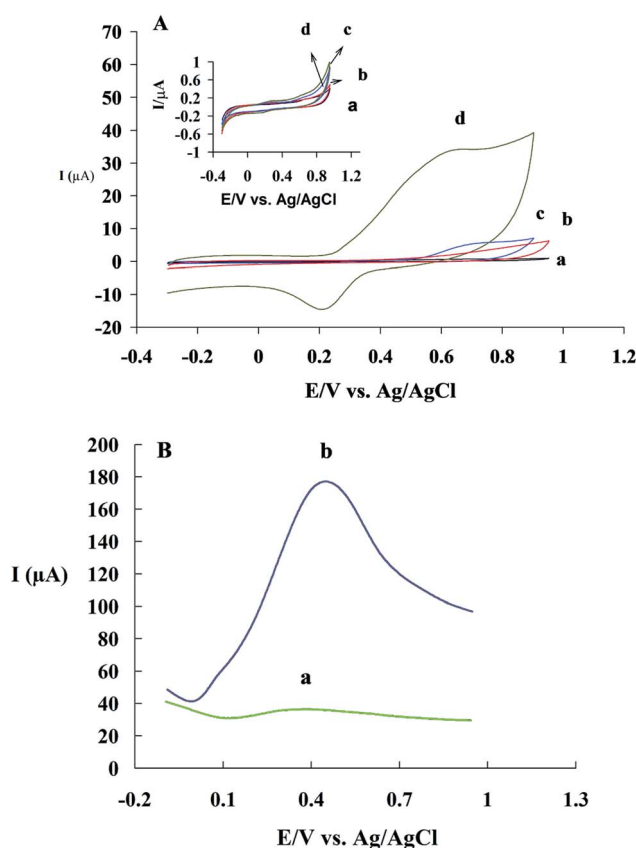 A
70
60
50
40
30
20
10
0
-10
-20
I (µA)
-0.4 -0.2 0 0.2 0.4 0.6 0.8 1 1.2
E/V vs. Ag/AgCl
d
c
b
a
d c
b
a
1
0.6
0.2
-0.2
-0.6
-1
I/µA
-0.4 0 0.4 0.8 1.2
E/V vs. Ag/AgCl
B
b
a
200
180
160
140
120
100
80
60
40
20
0
I (µA)
-0.2 0.1 0.4 0.7 1 1.3
E/V vs. Ag/AgCl